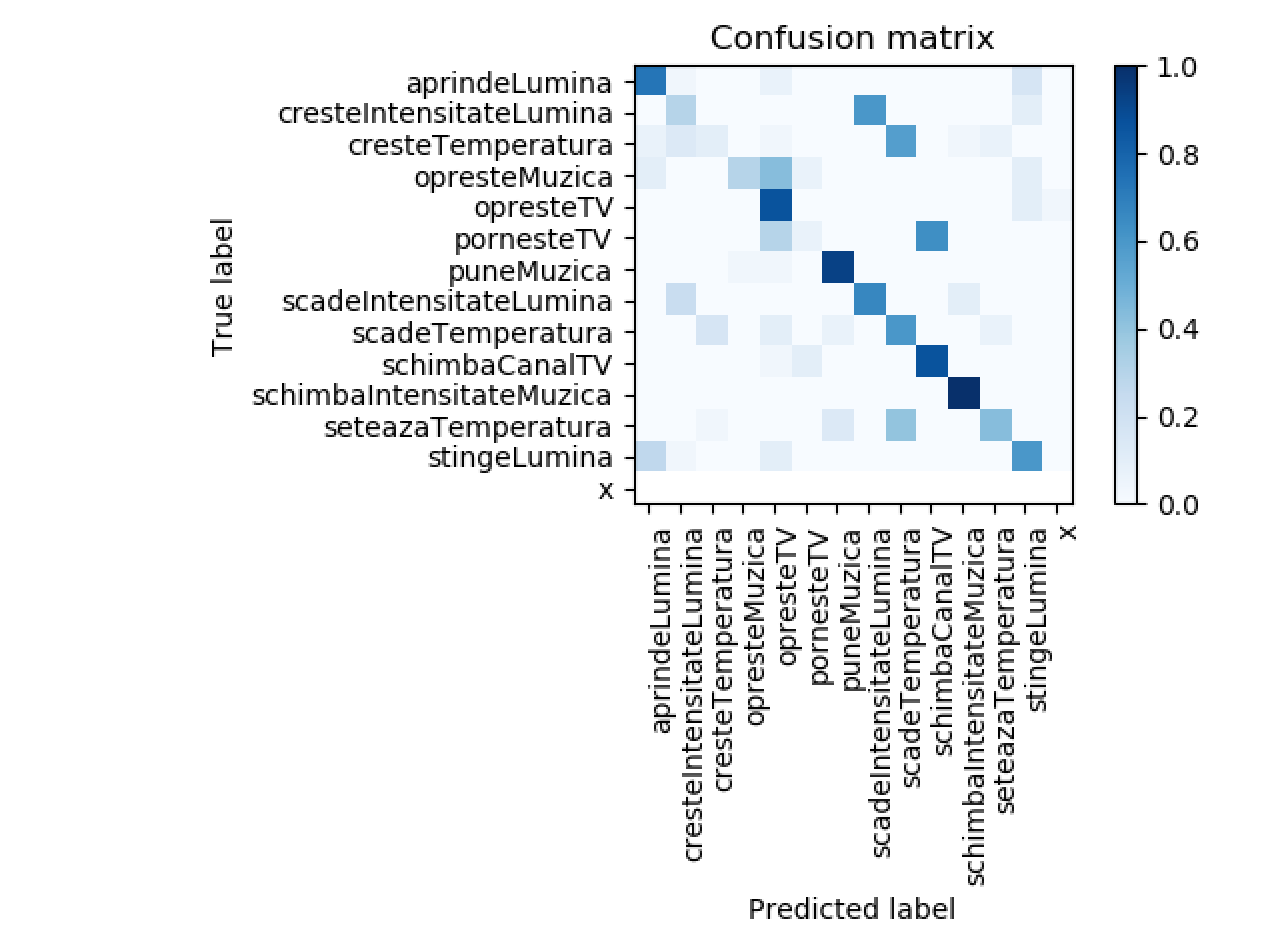 Confusion matrix
True label
aprindeLumina
cresteIntensitateLumina
cresteTemperatura
opresteMuzica
opresteTV
pornesteTV
puneMuzica
scadeIntensitateLumina
scadeTemperatura
schimbaCanalTV
schimbaIntensitateMuzica
seteazaTemperatura
stingeLumina
x
aprindeLumina
cresteIntensitateLumina
cresteTemperatura
opresteMuzica
opresteTV
pornesteTV
puneMuzica
scadeIntensitateLumina
scadeTemperatura
schimbaCanalTV
schimbaIntensitateMuzica
seteazaTemperatura
stingeLumina
x
Predicted label
1.0
0.8
0.6
0.4
0.2
0.0